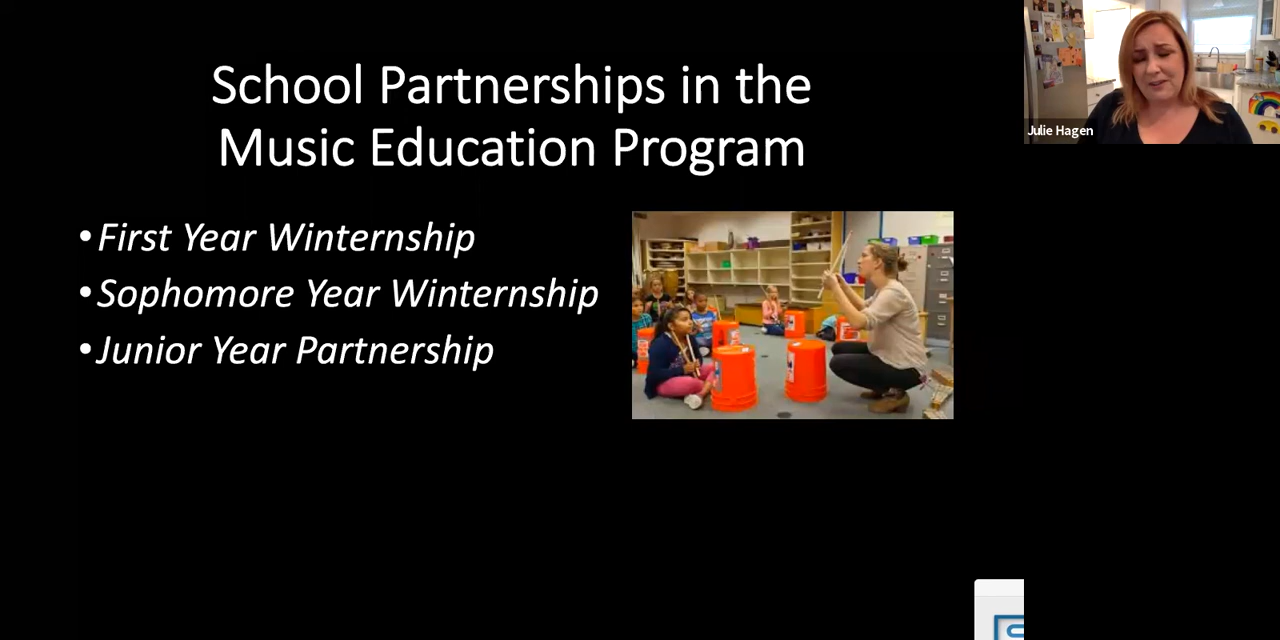 School Partnerships in the
Music Education Program
•First Year Winternship
•Sophomore Year Winternship
•Junior Year Partnership
Julie Hagen